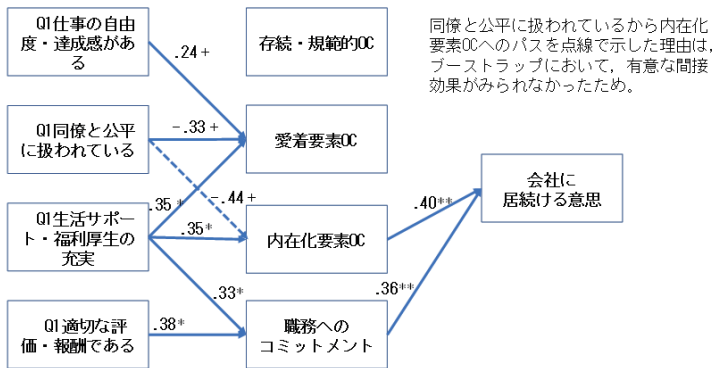 Q1仕事の自由
度・達成感があ
る
.24+
存続・規範的OC
同僚と公平に扱われているから内在化
要素OCへのパスを点線で示した理由は,
ブーストラップにおいて, 有意な間接
効果がみられなかったため。
Q1同僚と公平
に扱われている
-.33+
愛着要素OC
-.44+
.35*
Q1生活サポー
ト・福利厚生の
充実
.35*
内在化要素OC
.40**
会社に
居続ける意思
.33*
.36**
Q1適切な評
価・報酬である
.38*
職務への
コミットメント